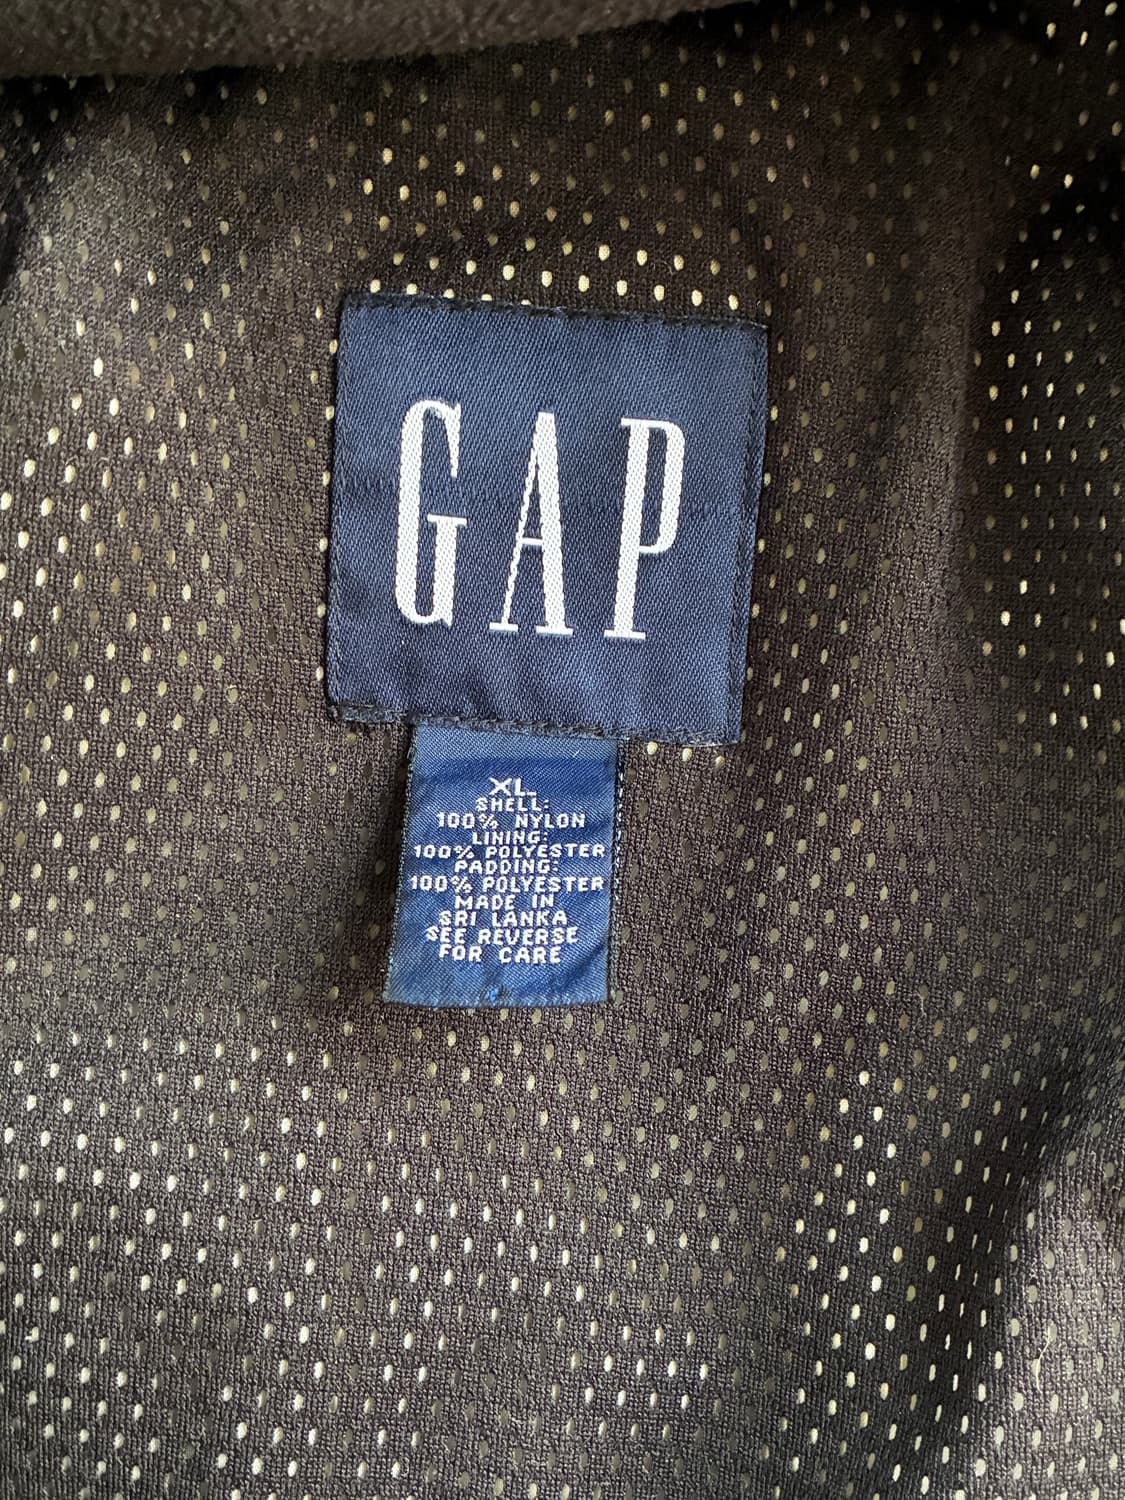 GAP
XL
SHELL:
100% NYLON
LINING:
100% POLYESTER
PADDING:
100% POLYESTER
MADE IN
SRI LANKA
SEE REVERSE
FOR CARE